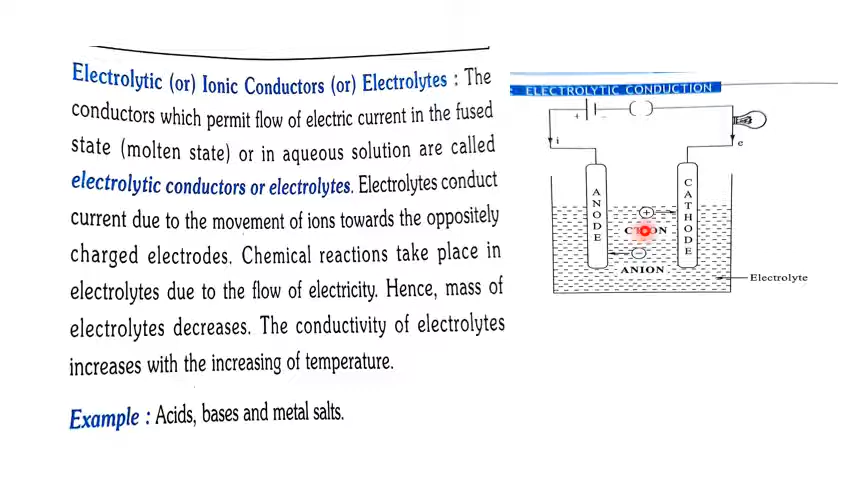 Electrolytic (or) Ionic Conductors (or) Electrolytes : The
conductors which permit flow of electric current in the fused
state (molten state) or in aqueous solution are called
electrolytic conductors or electrolytes. Electrolytes conduct
current due to the movement of ions towards the oppositely
charged electrodes. Chemical reactions take place in
electrolytes due to the flow of electricity. Hence, mass of
electrolytes decreases. The conductivity of electrolytes
increases with the increasing of temperature.
Example : Acids, bases and metal salts.
ELECTROLYTIC CONDUCTION
+ −
i
e
ANODE
CATHODE
+
−
ANION
Electrolyte